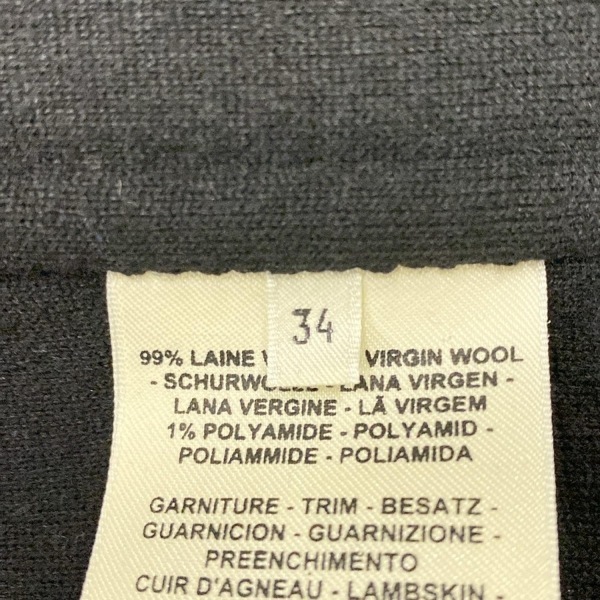 34
99% LAINE VIRGIN WOOL
- SCHURWOLLE - LANA VIRGEN -
LANA VERGINE - LÃ VIRGEM
1% POLYAMIDE - POLYAMID -
POLIAMMIDE - POLIAMIDA
GARNITURE - TRIM - BESATZ -
GUARNICION - GUARNIZIONE -
PREENCHIMENTO
CUIR D'AGNEAU - LAMBSKIN -